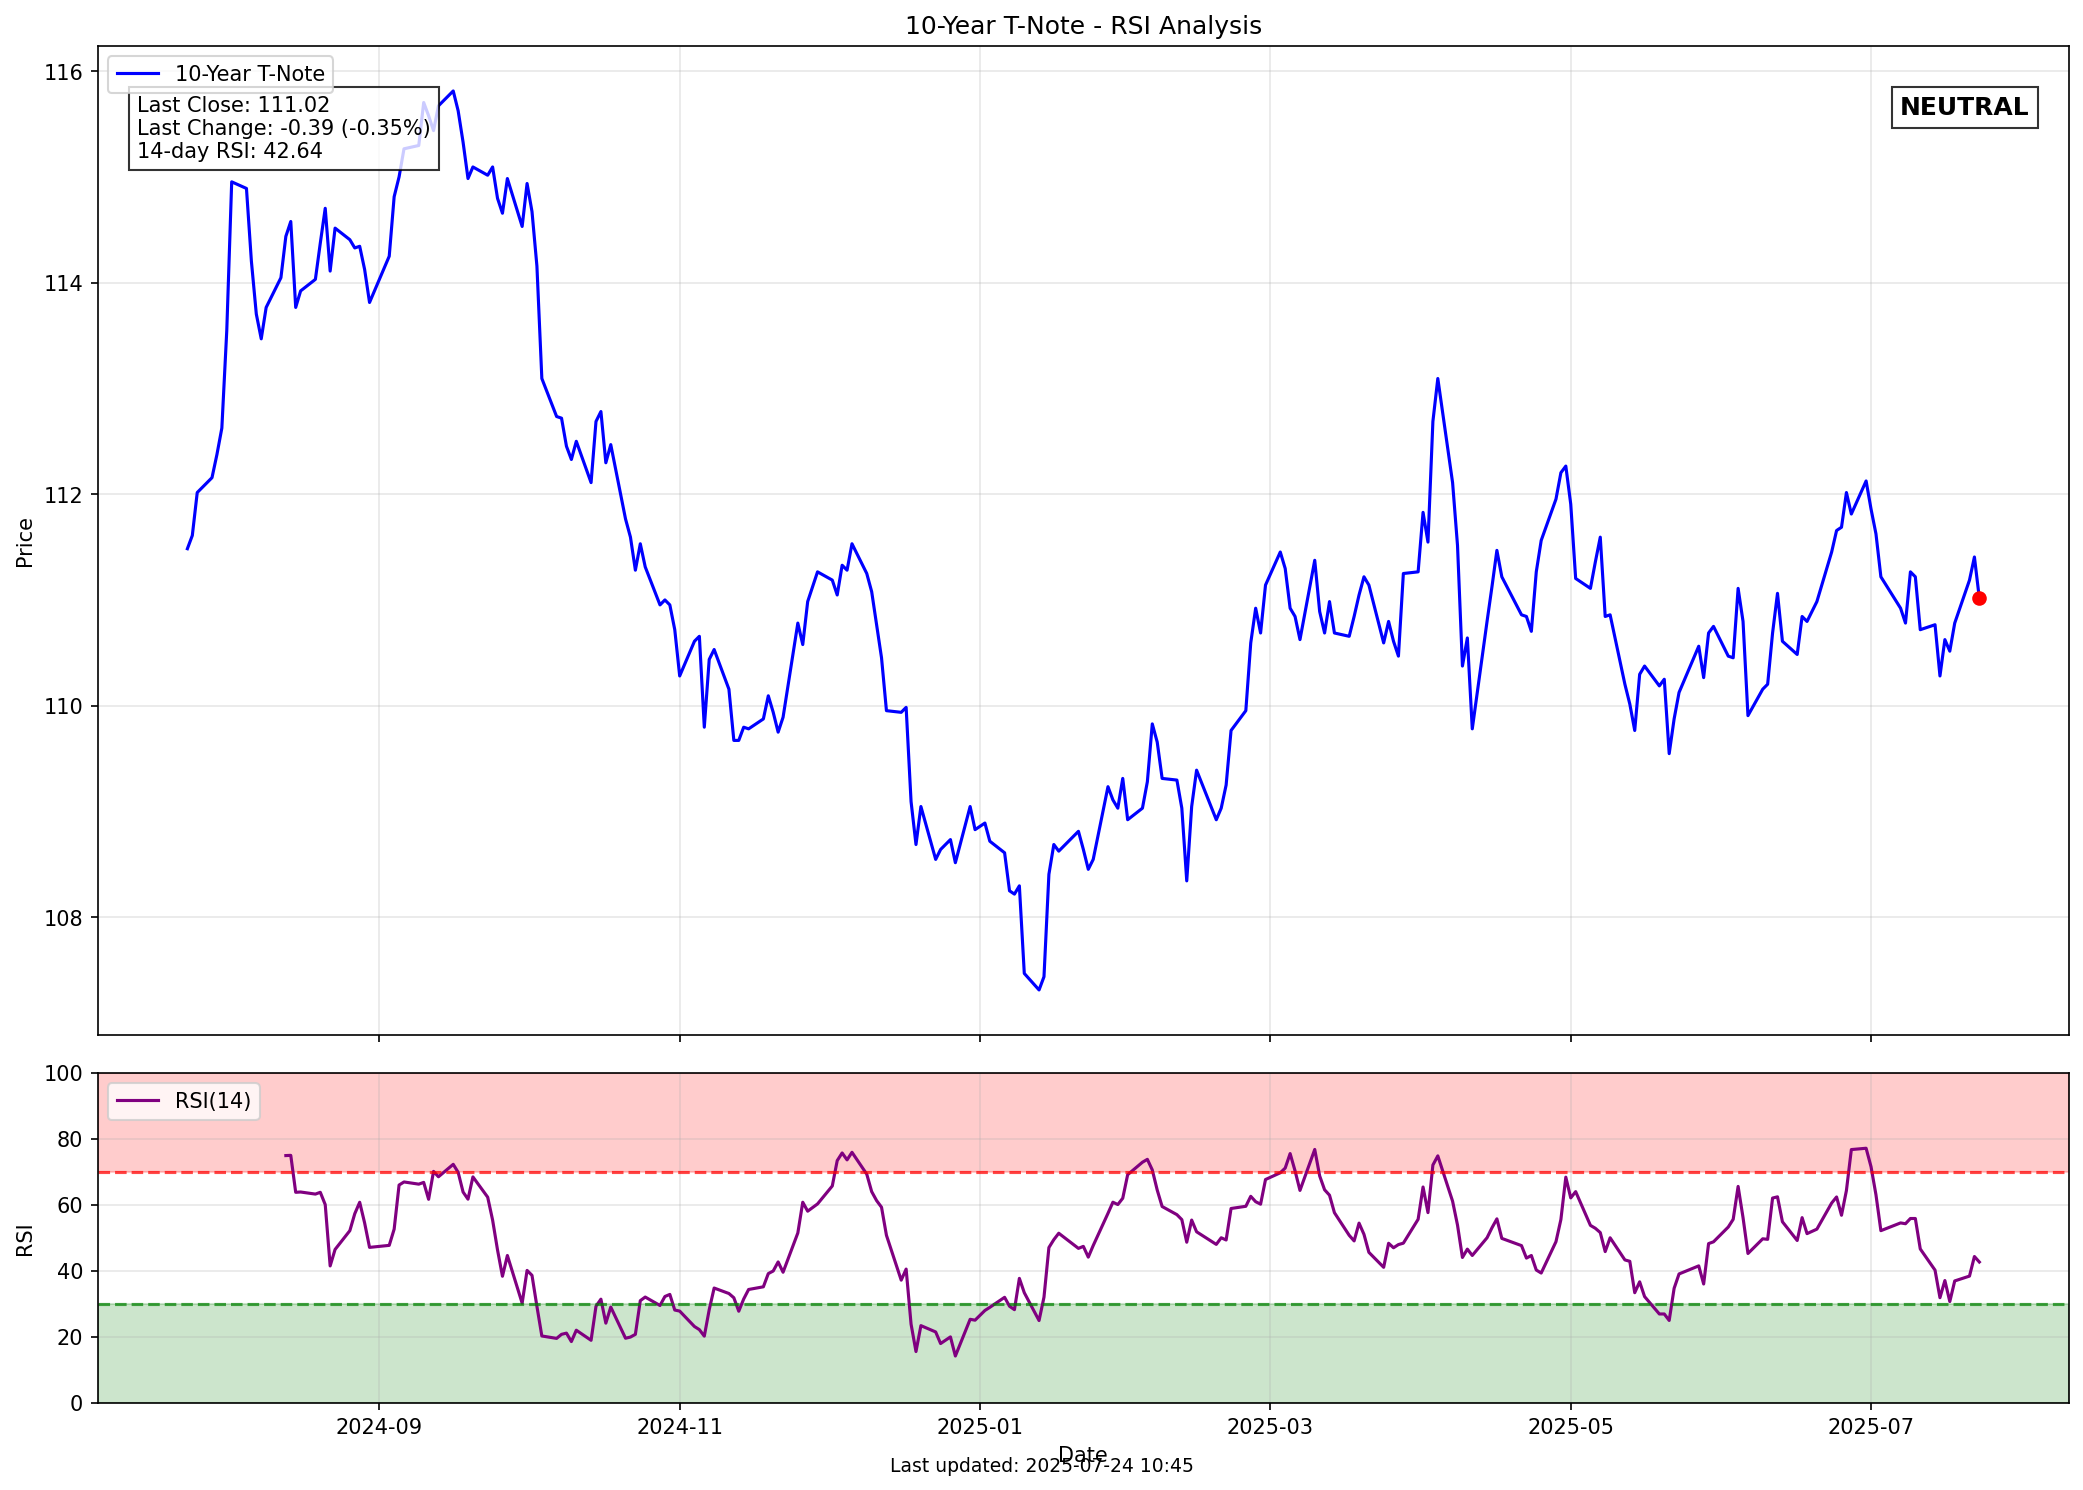 10-Year T-Note - RSI Analysis
10-Year T-Note
Last Close: 111.02
Last Change: -0.39 (-0.35%)
14-day RSI: 42.64
NEUTRAL
116
114
112
110
108
Price
RSI(14)
100
80
60
40
20
0
RSI
2024-09
2024-11
2025-01
2025-03
2025-05
2025-07
Date
Last updated: 2025-07-24 10:45